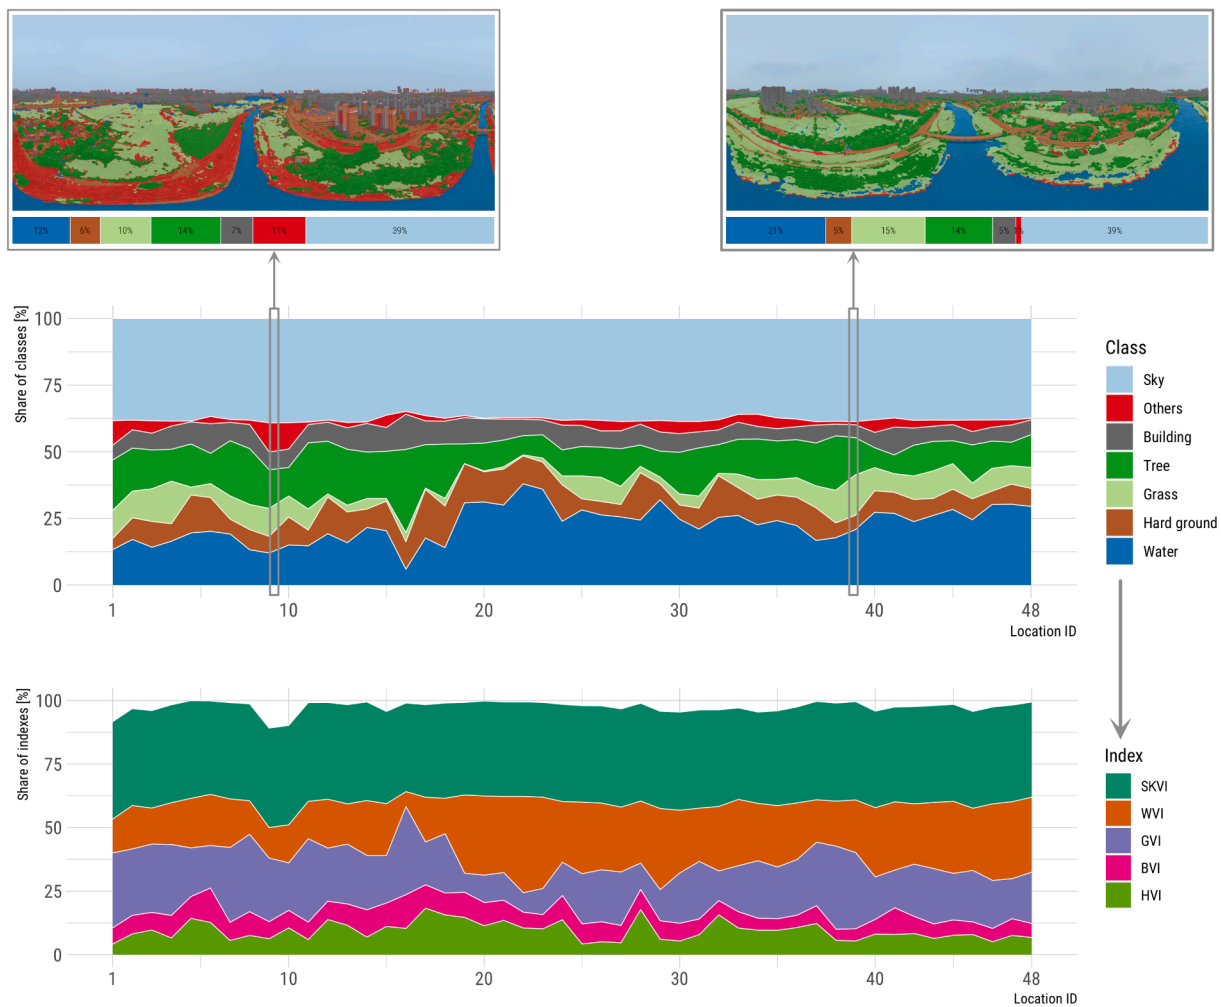 12% 6% 10% 14% 7% 11% 39%
21% 5% 15% 14% 5% 39%
Share of classes [%]
100
75
50
25
0
1 10 20 30 40 48
Location ID
Class
Sky
Others
Building
Tree
Grass
Hard ground
Water
Share of indexes [%]
100
75
50
25
0
1 10 20 30 40 48
Location ID
Index
SKVI
WVI
GVI
BVI
HVI